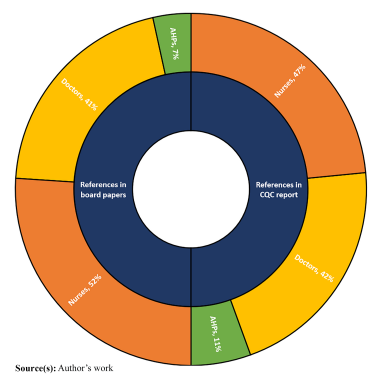 AHPs, 7%
Nurses, 47%
Doctors, 41%
References in
board papers
References in
CQC report
Doctors, 42%
Nurses, 52%
AHPs, 11%
Source(s): Author's work